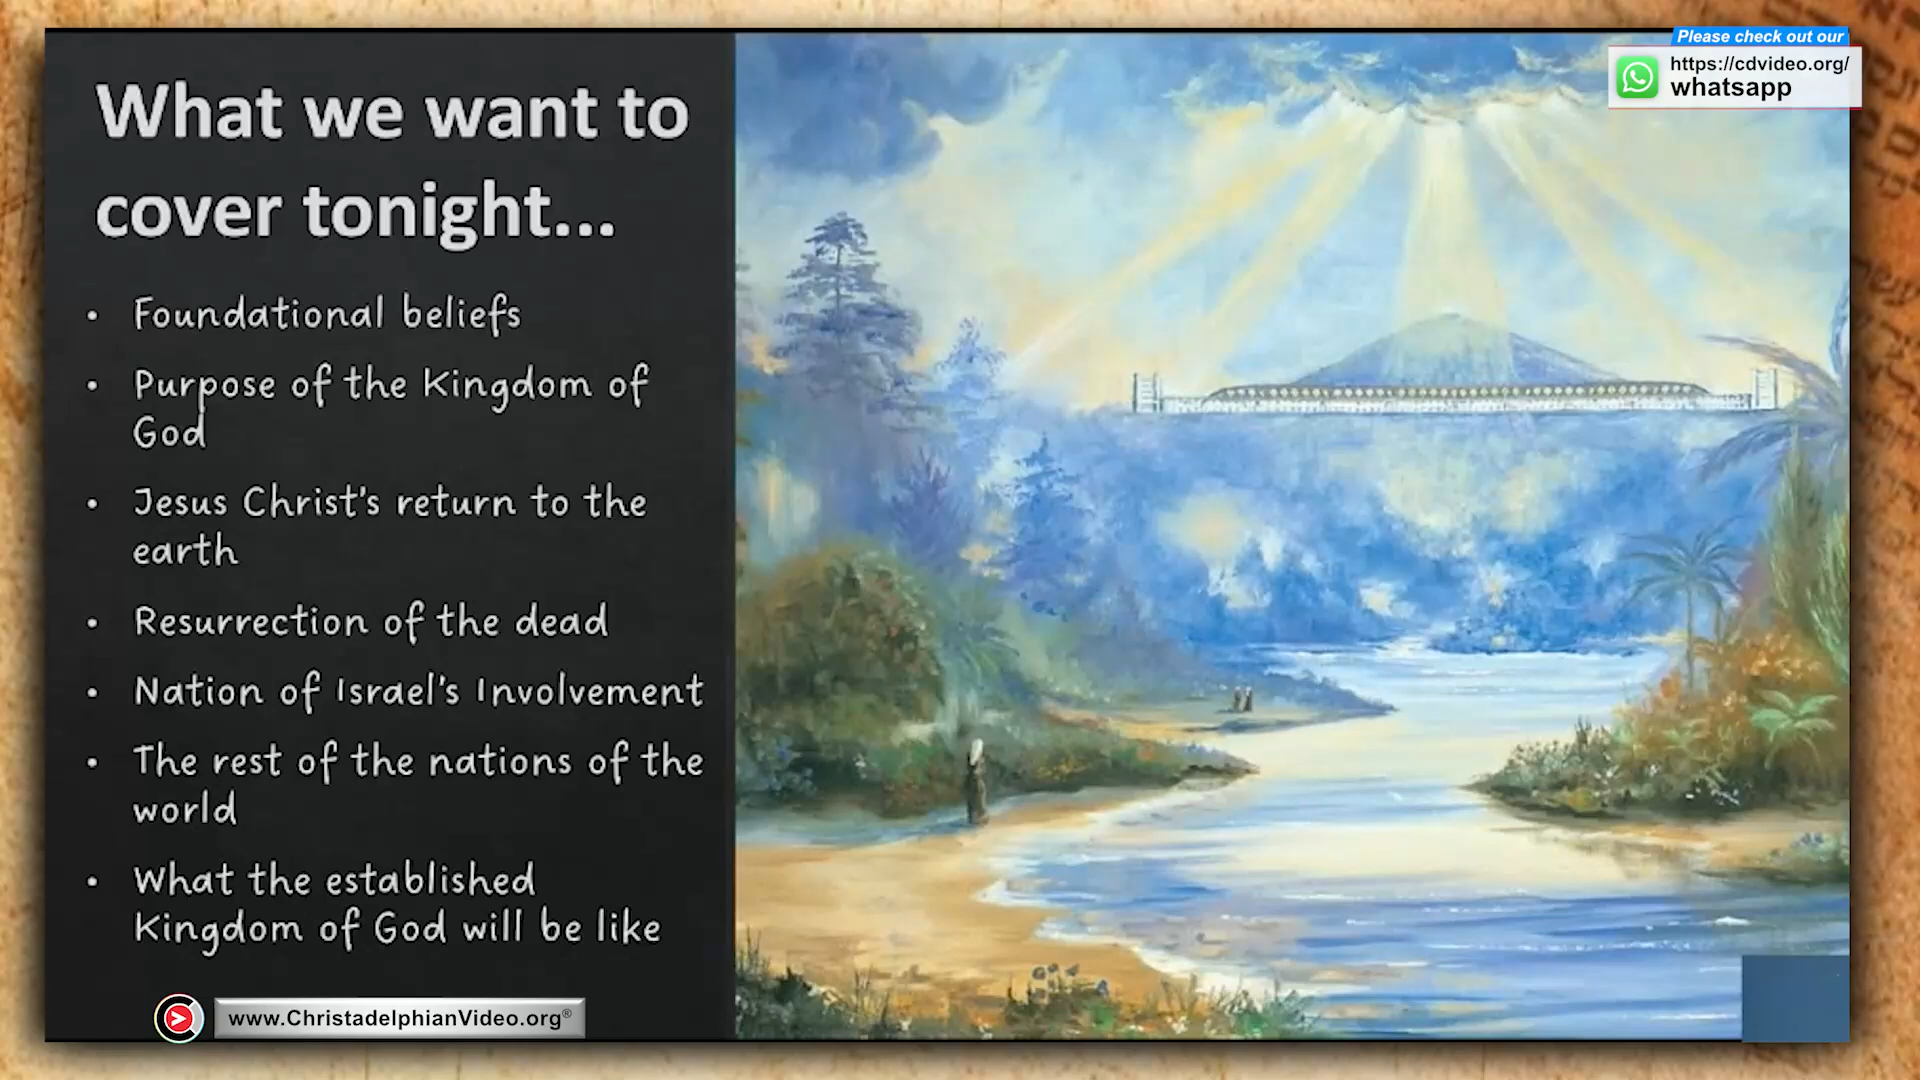 What we want to
cover tonight...
• Foundational beliefs
• Purpose of the Kingdom of
God
• Jesus Christ's return to the
earth
• Resurrection of the dead
• Nation of Israel's Involvement
• The rest of the nations of the
world
• What the established
Kingdom of God will be like
www.ChristadelphianVideo.org®
Please check out our
https://cdvideo.org/
whatsapp